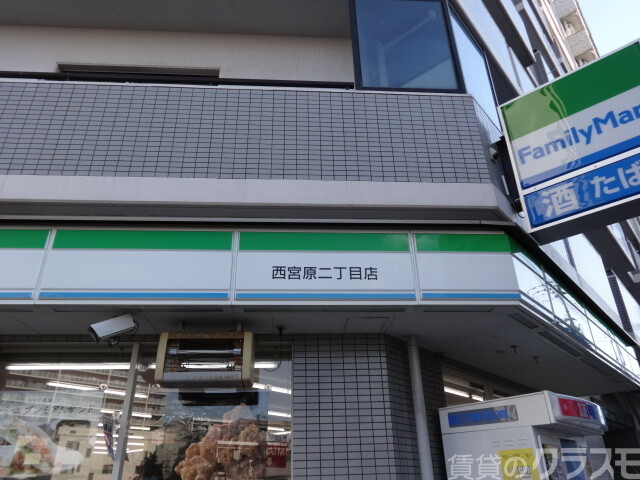 FamilyMar
酒たば
西宮原二丁目店
賃貸のクラスモ